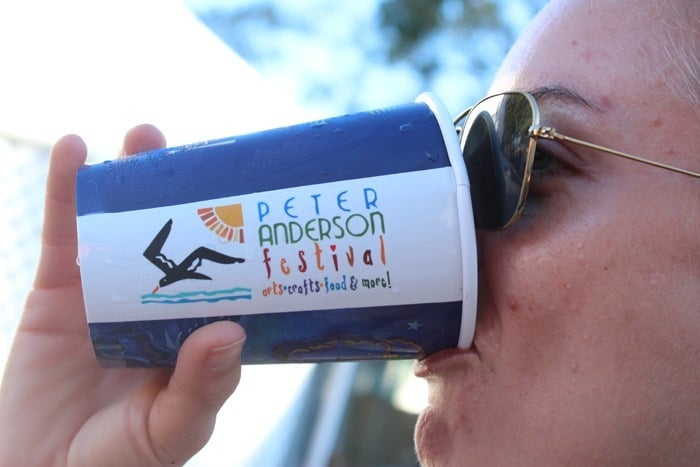 PETER
ANDERSON
festival
arts•crafts•food & more!